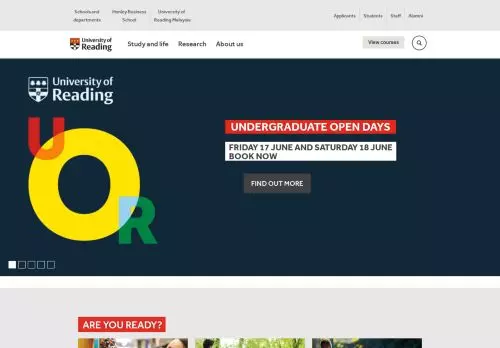 Schools and
departments
Henley Business
School
University of
Reading Malaysia
Applicants
Students
Staff
Alumni
University of
Reading
Study and life
Research
About us
View courses
University of
Reading
UOR
UNDERGRADUATE OPEN DAYS
FRIDAY 17 JUNE AND SATURDAY 18 JUNE
BOOK NOW
FIND OUT MORE
ARE YOU READY?